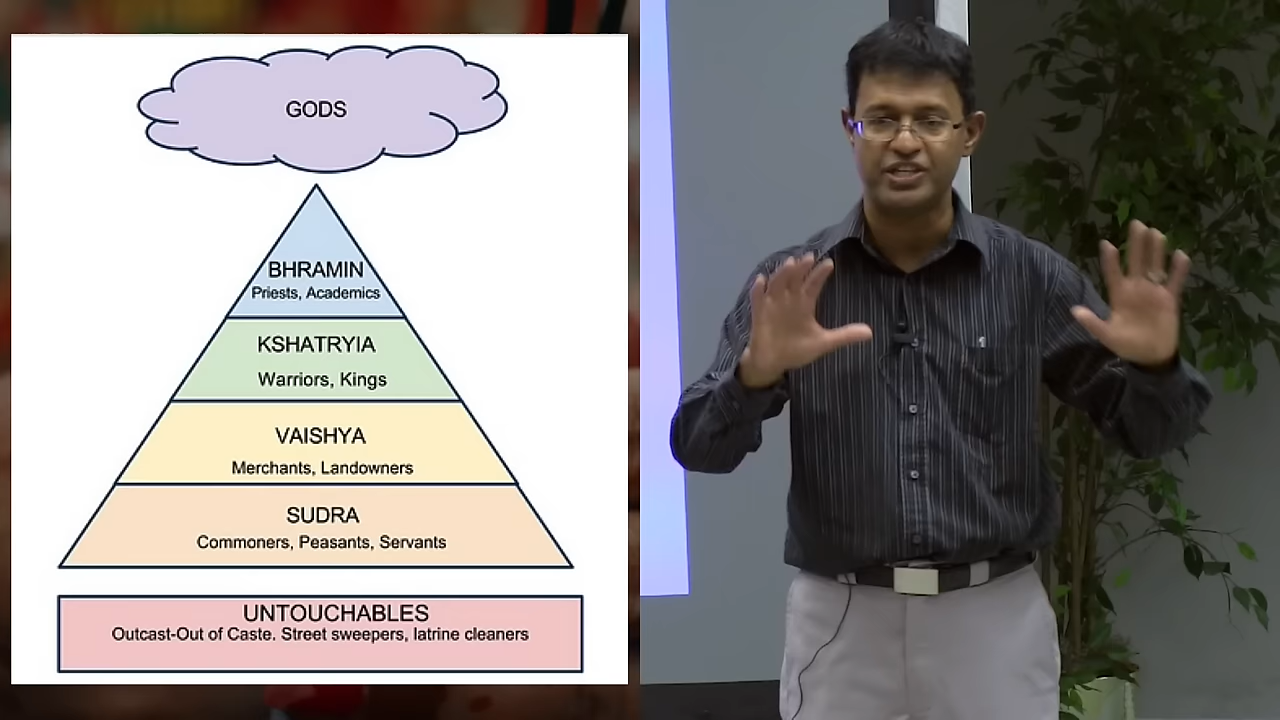 GODS
BHRAMIN
Priests, Academics
KSHATRYIA
Warriors, Kings
VAISHYA
Merchants, Landowners
SUDRA
Commoners, Peasants, Servants
UNTOUCHABLES
Outcast-Out of Caste. Street sweepers, latrine cleaners